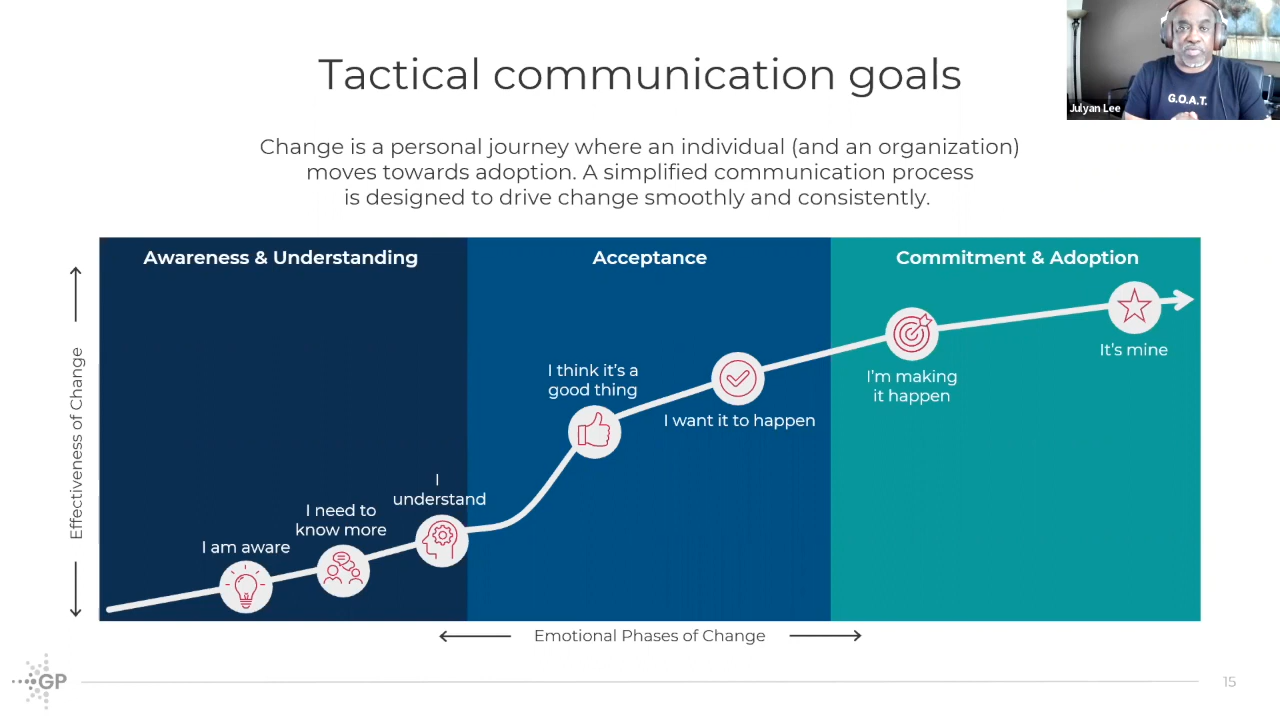 Tactical communication goals
G.O.A.T.
Julyan Lee
Change is a personal journey where an individual (and an organization)
moves towards adoption. A simplified communication process
is designed to drive change smoothly and consistently.
Awareness & Understanding
Acceptance
Commitment & Adoption
Effectiveness of Change
I am aware
I need to
know more
I
understand
I think it's a
good thing
I want it to happen
I'm making
it happen
It's mine
Emotional Phases of Change
GP
15